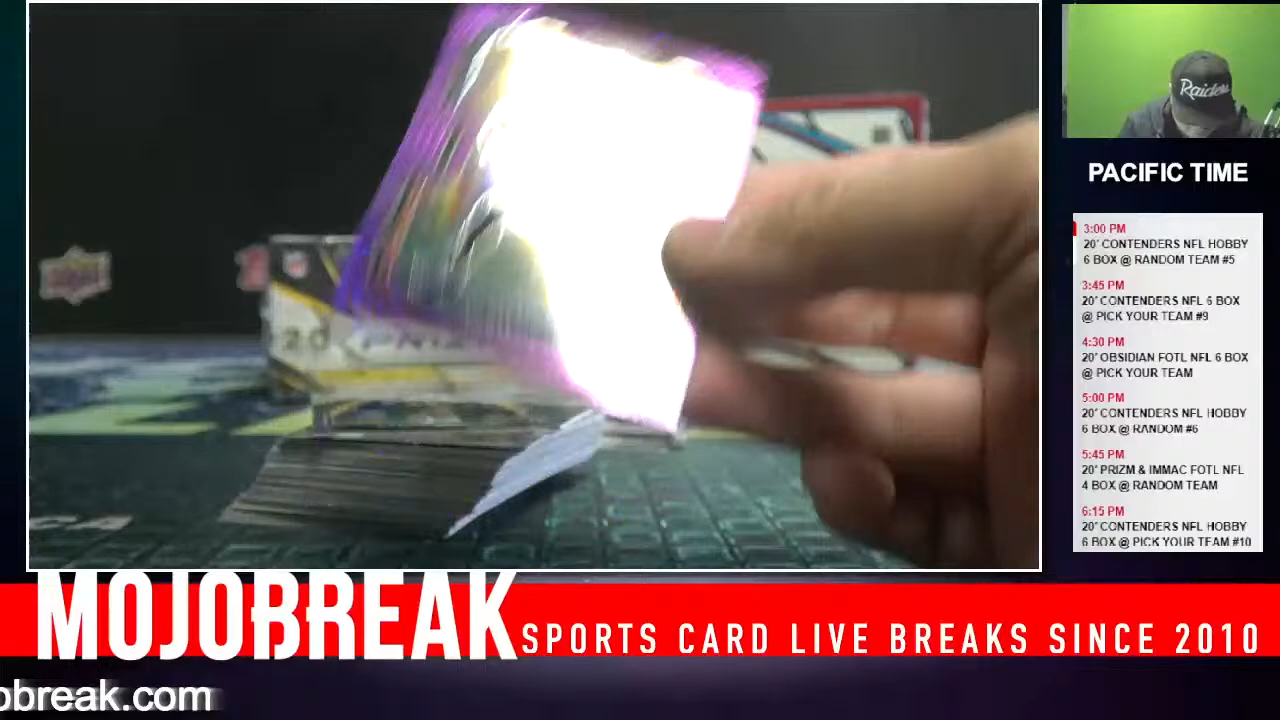 Raiders
PACIFIC TIME
3:00 PM
20' CONTENDERS NFL HOBBY
6 BOX @ RANDOM TEAM #5
3:45 PM
20' CONTENDERS NFL 6 BOX
@ PICK YOUR TEAM #9
4:30 PM
20' OBSIDIAN FOTL NFL 6 BOX
@ PICK YOUR TEAM
5:00 PM
20' CONTENDERS NFL HOBBY
6 BOX @ RANDOM #6
5:45 PM
20' PRIZM & IMMAC FOTL NFL
4 BOX @ RANDOM TEAM
6:15 PM
20' CONTENDERS NFL HOBBY
6 BOX @ PICK YOUR TEAM #10
20
MOJOBREAK
SPORTS CARD LIVE BREAKS SINCE 2010
obreak.com